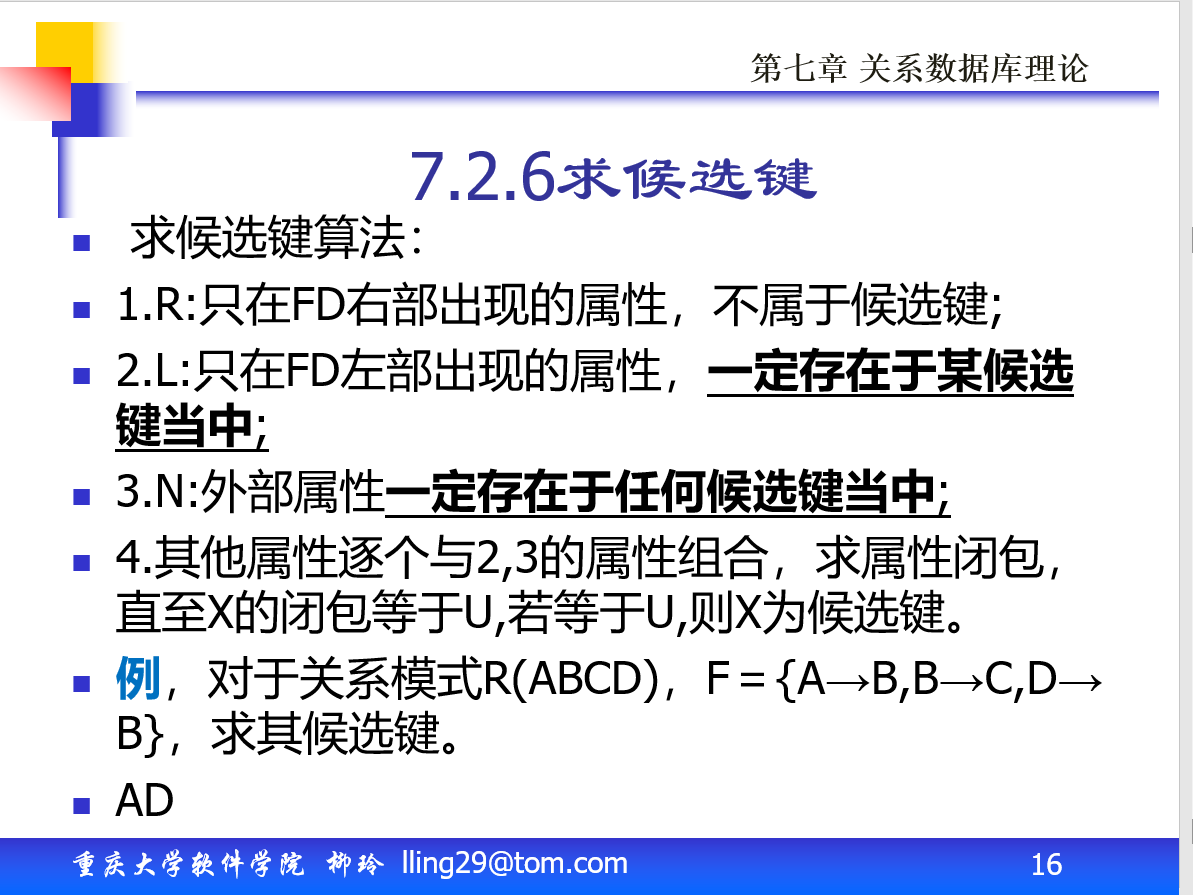 第七章 关系数据库理论
7.2.6求候选键
求候选键算法：
1.R:只在FD右部出现的属性，不属于候选键;
2.L:只在FD左部出现的属性，一定存在于某候选
键当中;
3.N:外部属性一定存在于任何候选键当中;
4.其他属性逐个与2,3的属性组合，求属性闭包，
直至X的闭包等于U,若等于U,则X为候选键。
例，对于关系模式R(ABCD)，F＝{A→B,B→C,D→
B}，求其候选键。
AD
重庆大学软件学院 柳玲 lling29@tom.com
16